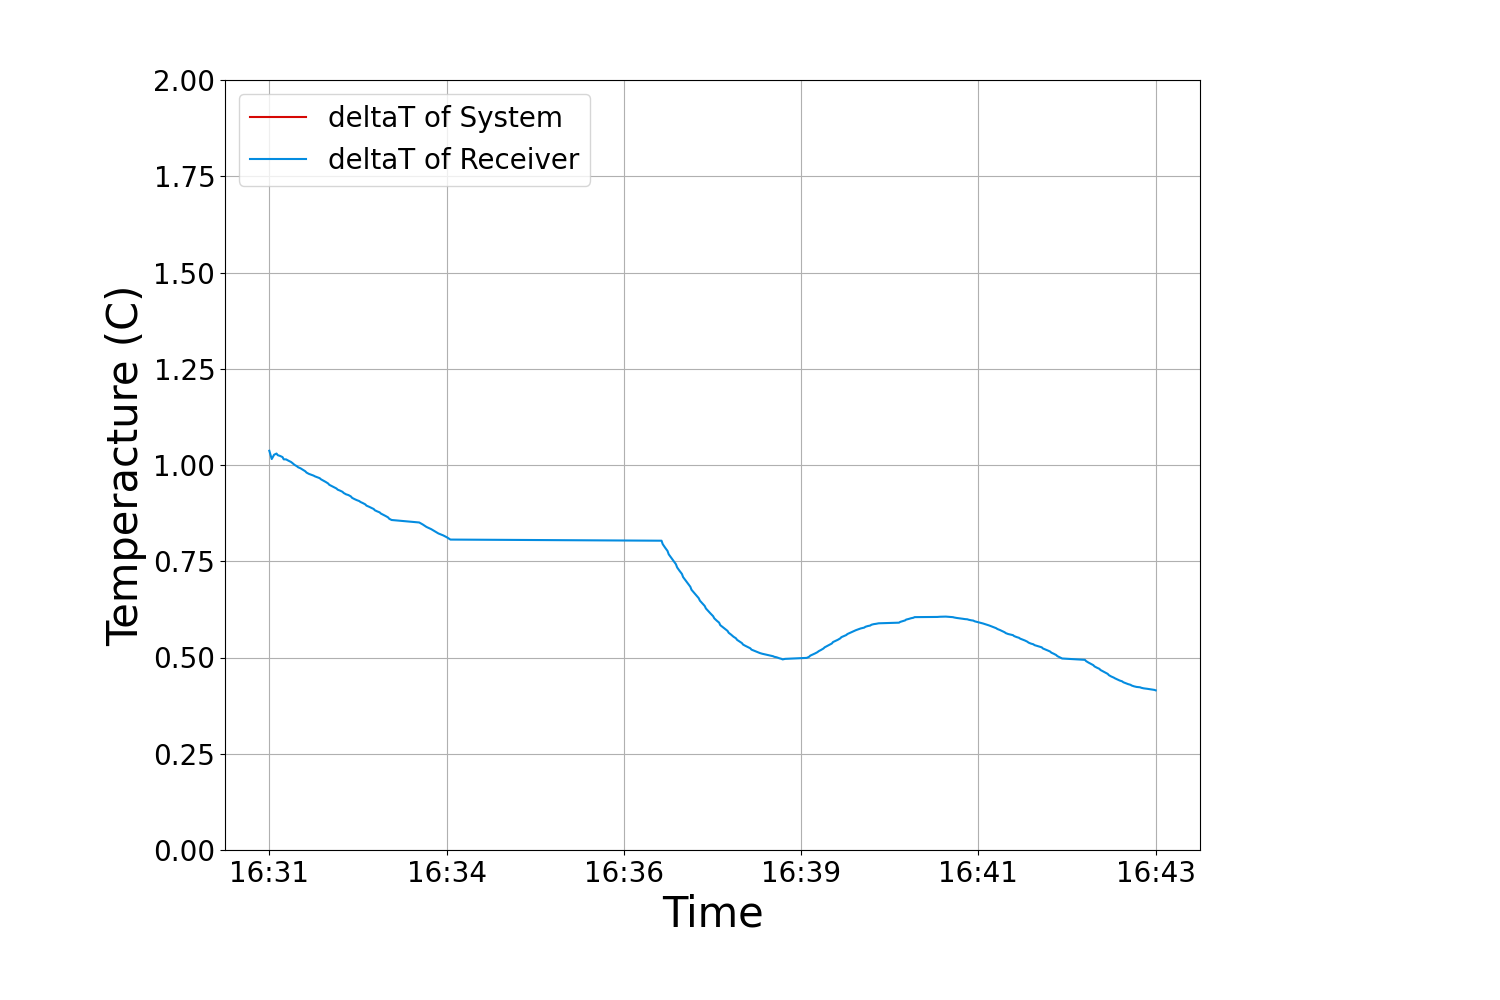 2.00
1.75
1.50
1.25
1.00
0.75
0.50
0.25
0.00
Temperacture (C)
deltaT of System
deltaT of Receiver
16:31 16:34 16:36 16:39 16:41 16:43
Time